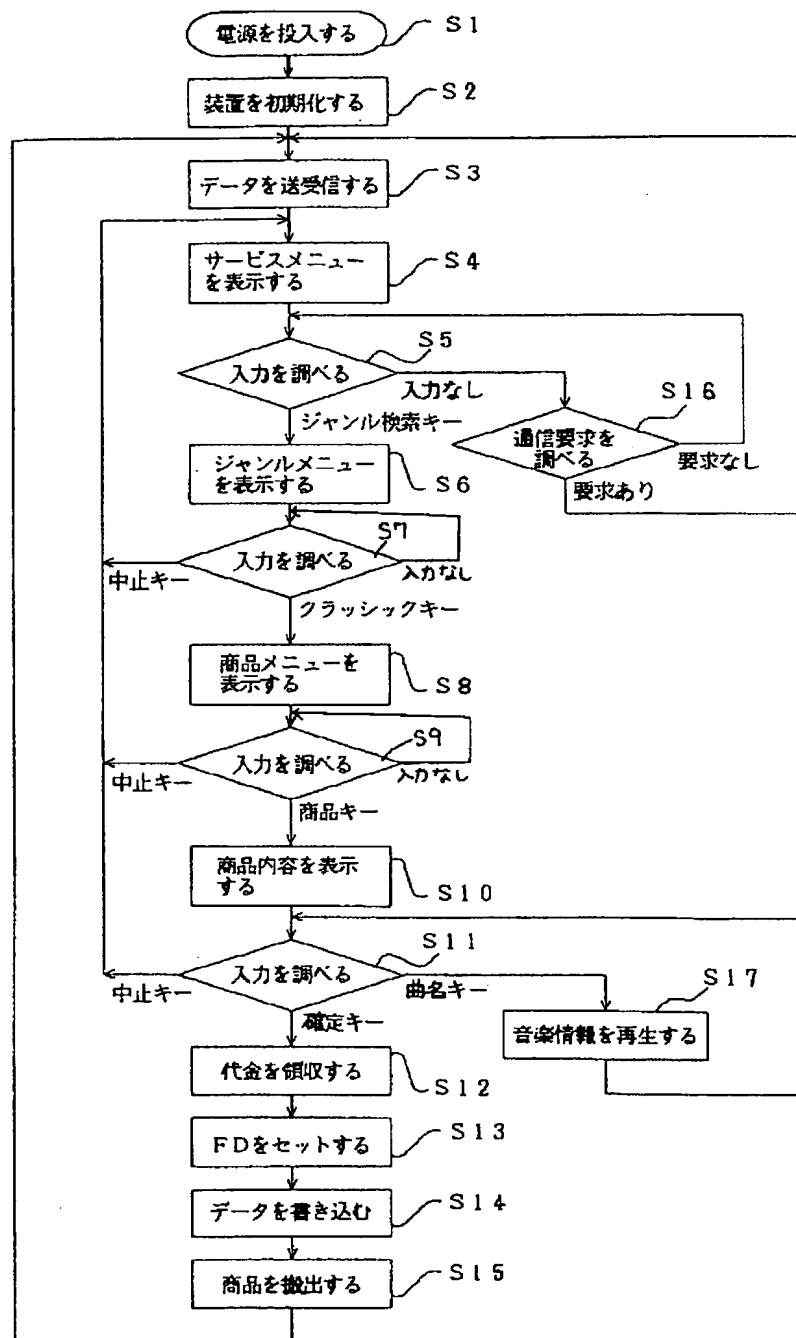 電源を投入する
S1
装置を初期化する
S2
データを送受信する
S3
サービスメニュー
を表示する
S4
入力を調べる
S5
入力なし
ジャンル検索キー
通信要求を
調べる
S16
要求なし
要求あり
ジャンルメニュー
を表示する
S6
入力を調べる
S7
入力なし
中止キー
クラッシックキー
商品メニューを
表示する
S8
入力を調べる
S9
入力なし
中止キー
商品キー
商品内容を表示
する
S10
入力を調べる
S11
中止キー
曲名キー
確定キー
音楽情報を再生する
S17
代金を領収する
S12
FDをセットする
S13
データを書き込む
S14
商品を搬出する
S15